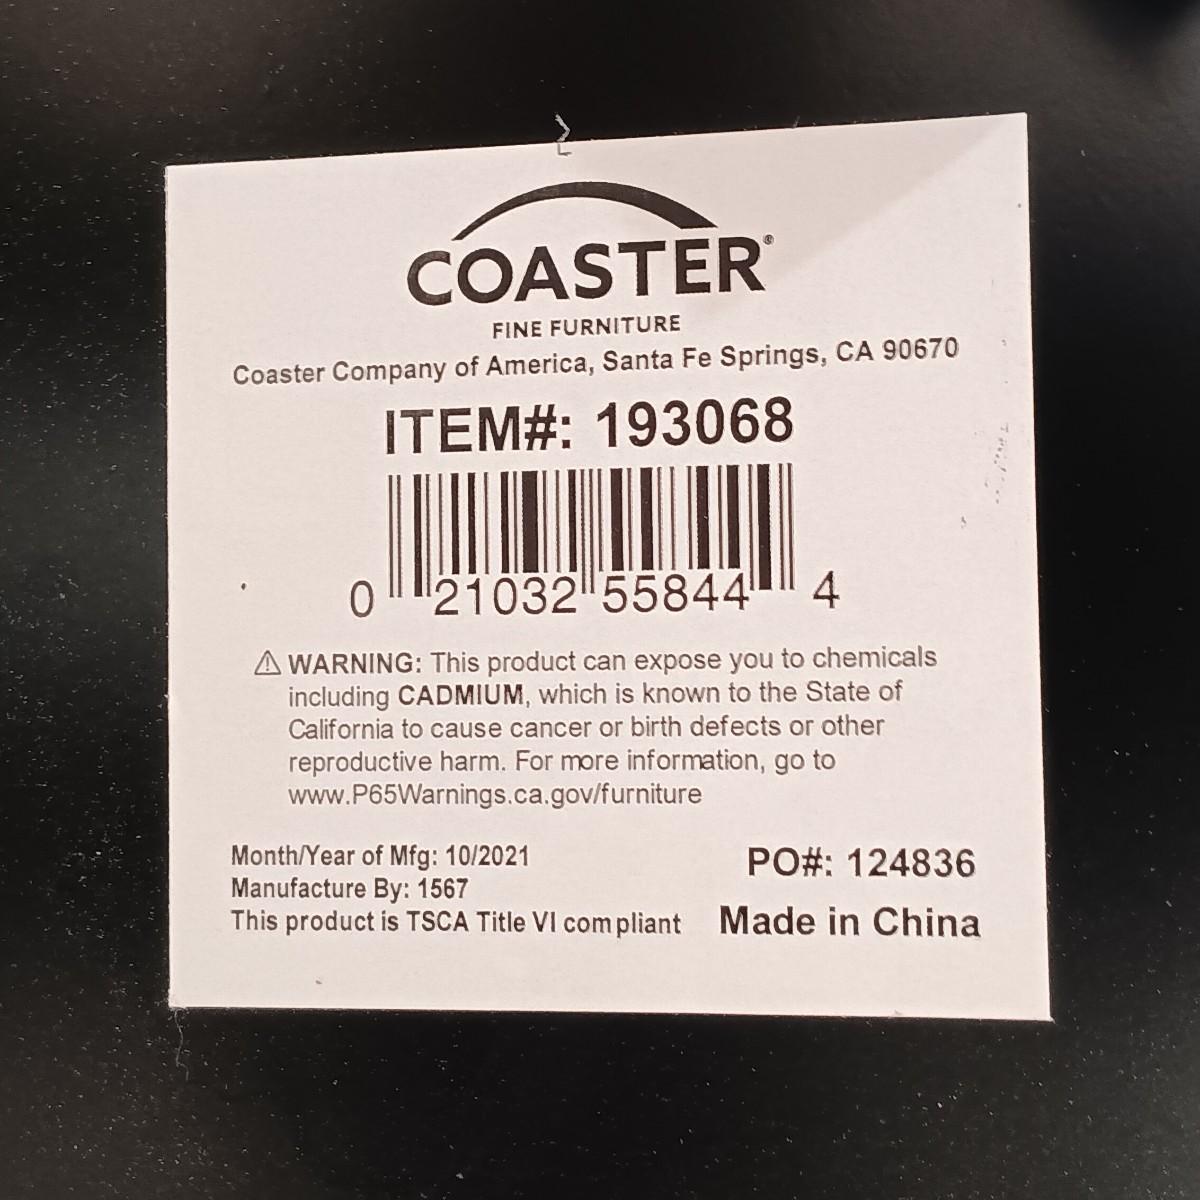 COASTER®
FINE FURNITURE
Coaster Company of America, Santa Fe Springs, CA 90670
ITEM#: 193068
0 21032 55844 4
⚠ WARNING: This product can expose you to chemicals
including CADMIUM, which is known to the State of
California to cause cancer or birth defects or other
reproductive harm. For more information, go to
www.P65Warnings.ca.gov/furniture
Month/Year of Mfg: 10/2021
Manufacture By: 1567
This product is TSCA Title VI compliant
PO#: 124836
Made in China